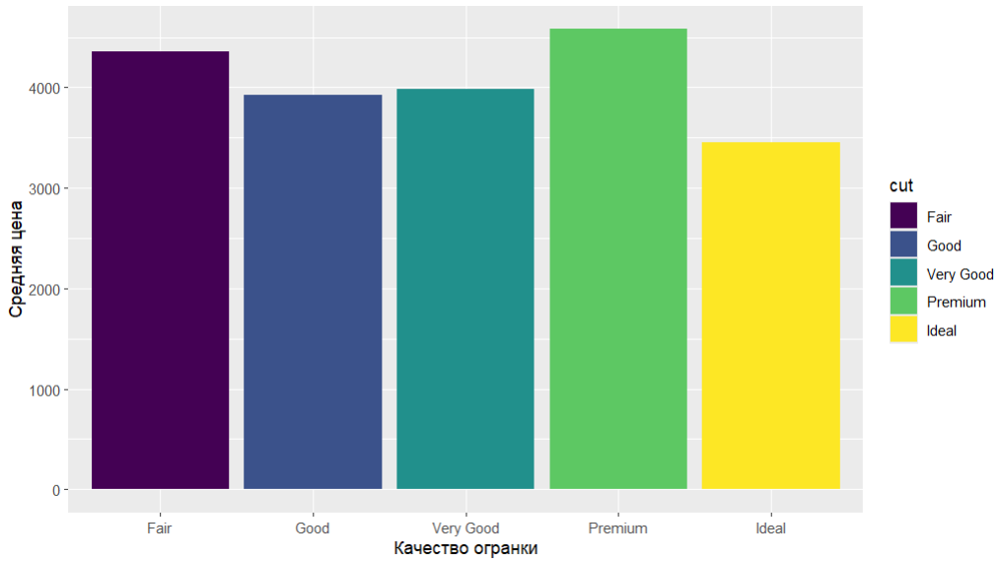 Средняя цена
4000
3000
2000
1000
0
Fair
Good
Very Good
Premium
Ideal
Качество огранки
cut
Fair
Good
Very Good
Premium
Ideal